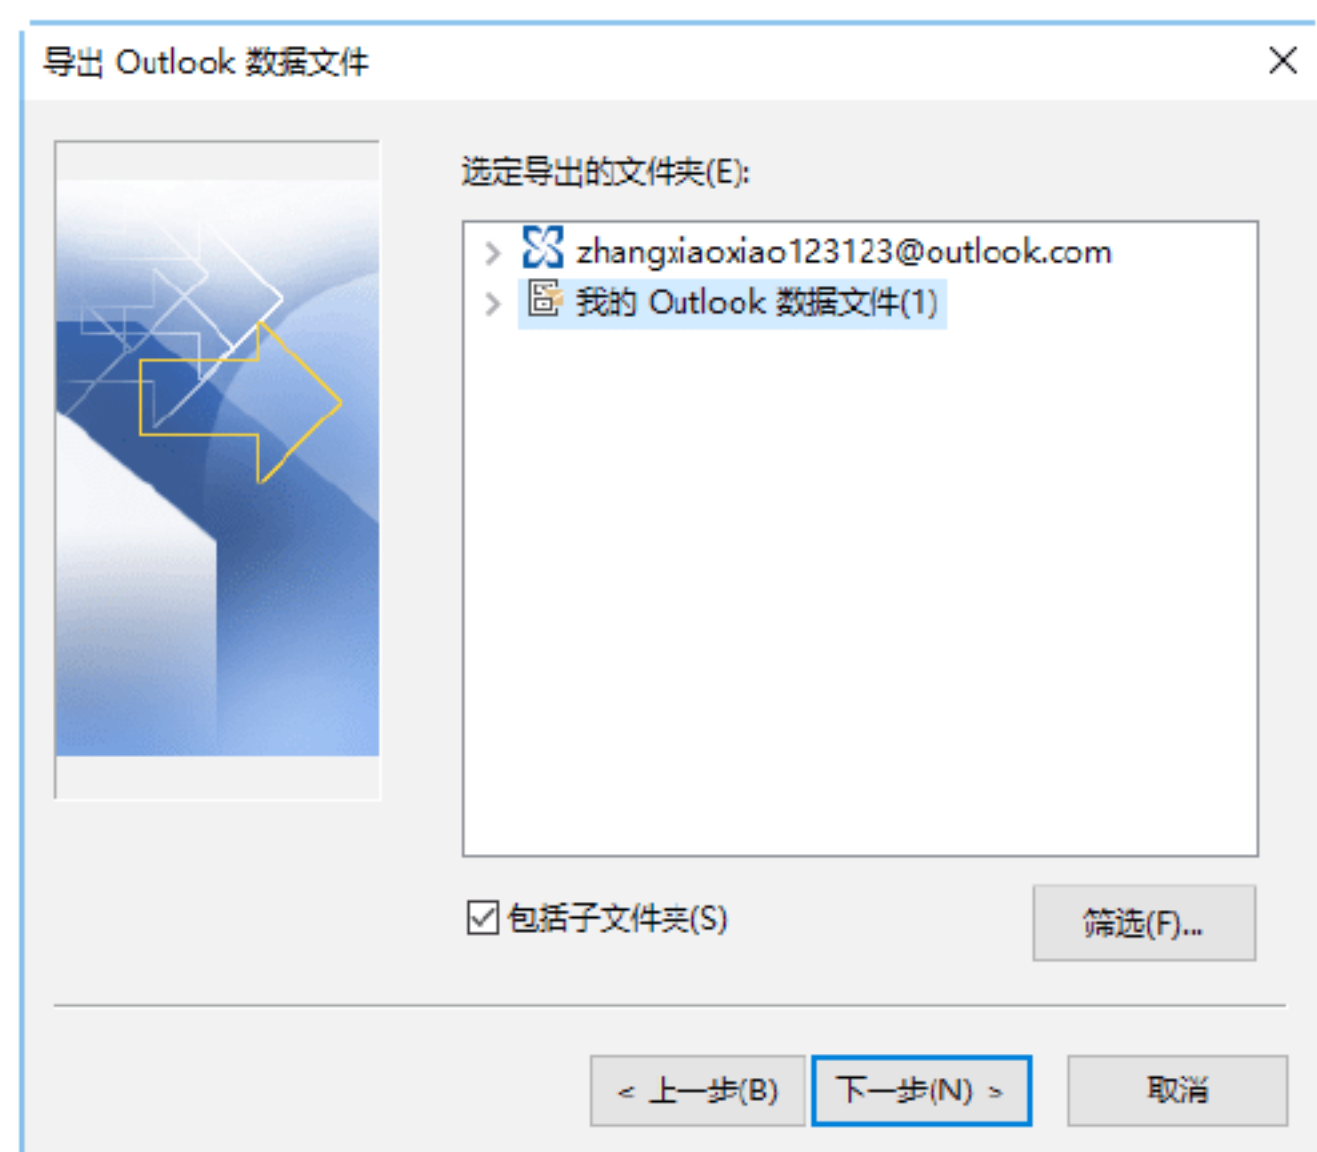 导出 Outlook 数据文件
选定导出的文件夹(E):
zhangxiaoxiao123123@outlook.com
我的 Outlook 数据文件(1)
包括子文件夹(S)
筛选(F)...
< 上一步(B)
下一步(N) >
取消